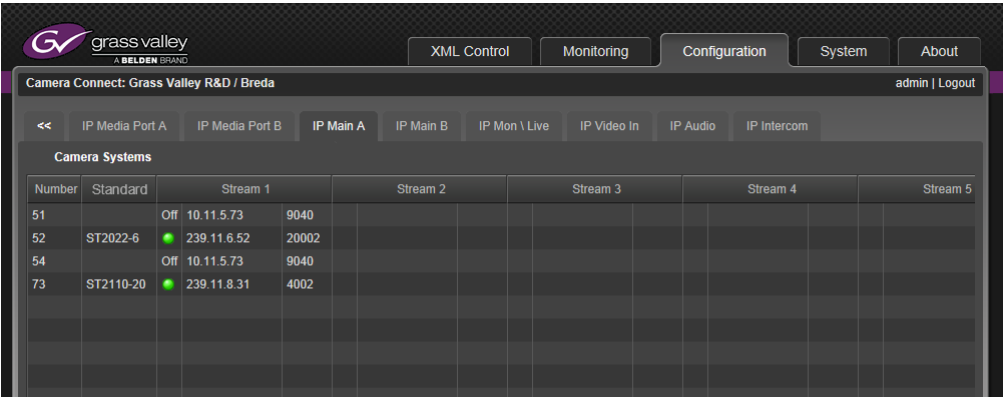 GV grassvalley
A BELDEN BRAND
XML Control Monitoring Configuration System About
Camera Connect: Grass Valley R&D / Breda admin | Logout
<< IP Media Port A IP Media Port B IP Main A IP Main B IP Mon \ Live IP Video In IP Audio IP Intercom
Camera Systems
Number Standard Stream 1 Stream 2 Stream 3 Stream 4 Stream 5
51 Off 10.11.5.73 9040
52 ST2022-6 239.11.6.52 20002
54 Off 10.11.5.73 9040
73 ST2110-20 239.11.8.31 4002